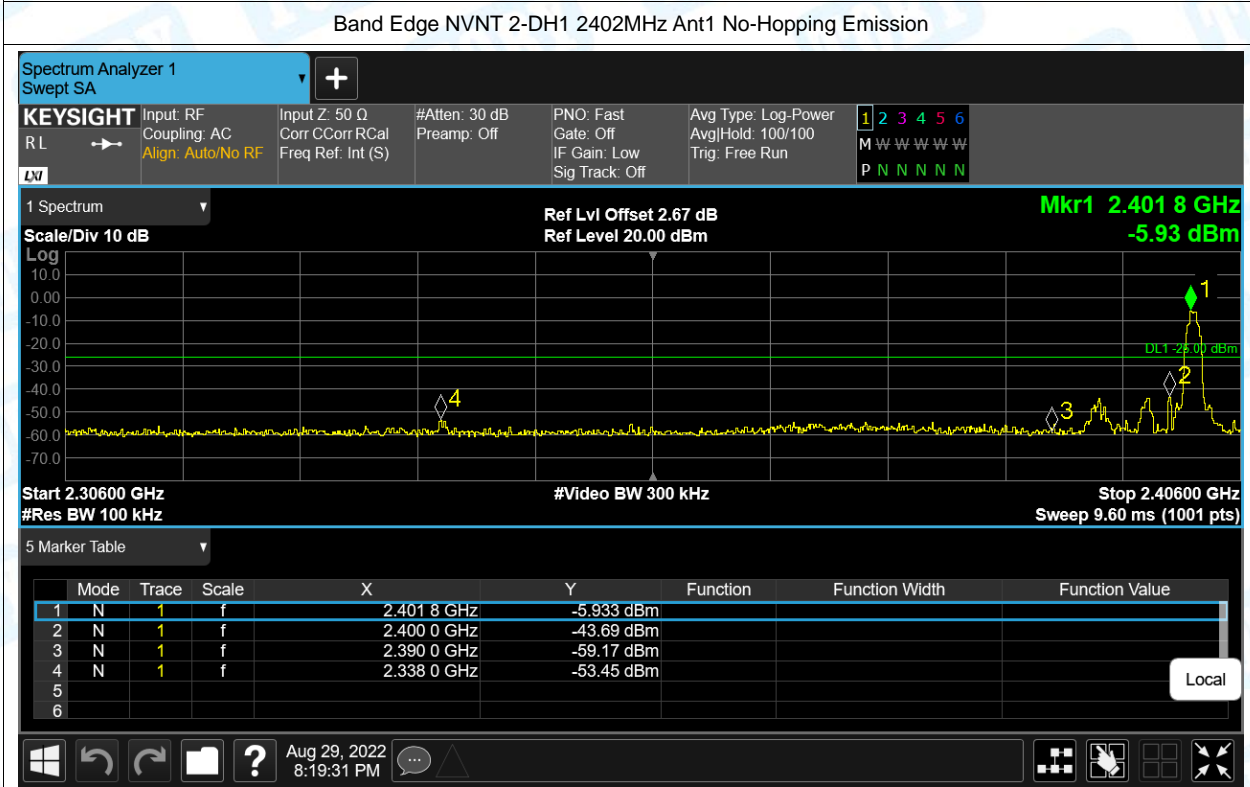 Band Edge NVNT 2-DH1 2402MHz Ant1 No-Hopping Emission
Spectrum Analyzer 1
Swept SA
+
KEYSIGHT
RL
LXI
Input: RF
Coupling: AC
Align: Auto/No RF
Input Z: 50 Ω
Corr CCorr RCal
Freq Ref: Int (S)
#Atten: 30 dB
Preamp: Off
PNO: Fast
Gate: Off
IF Gain: Low
Sig Track: Off
Avg Type: Log-Power
Avg|Hold: 100/100
Trig: Free Run
1 2 3 4 5 6
M W W W W W
P N N N N N
1 Spectrum
Scale/Div 10 dB
Ref Lvl Offset 2.67 dB
Ref Level 20.00 dBm
Mkr1 2.401 8 GHz
-5.93 dBm
Log
10.0
0.00
-10.0
-20.0
-30.0
-40.0
-50.0
-60.0
-70.0
1
2
3
4
Start 2.30600 GHz
#Res BW 100 kHz
#Video BW 300 kHz
Stop 2.40600 GHz
Sweep 9.60 ms (1001 pts)
5 Marker Table
Mode Trace Scale X Y Function Function Width Function Value
1 N 1 f 2.401 8 GHz -5.933 dBm
2 N 1 f 2.400 0 GHz -43.69 dBm
3 N 1 f 2.390 0 GHz -59.17 dBm
4 N 1 f 2.338 0 GHz -53.45 dBm
5
6
Local
?
Aug 29, 2022
8:19:31 PM